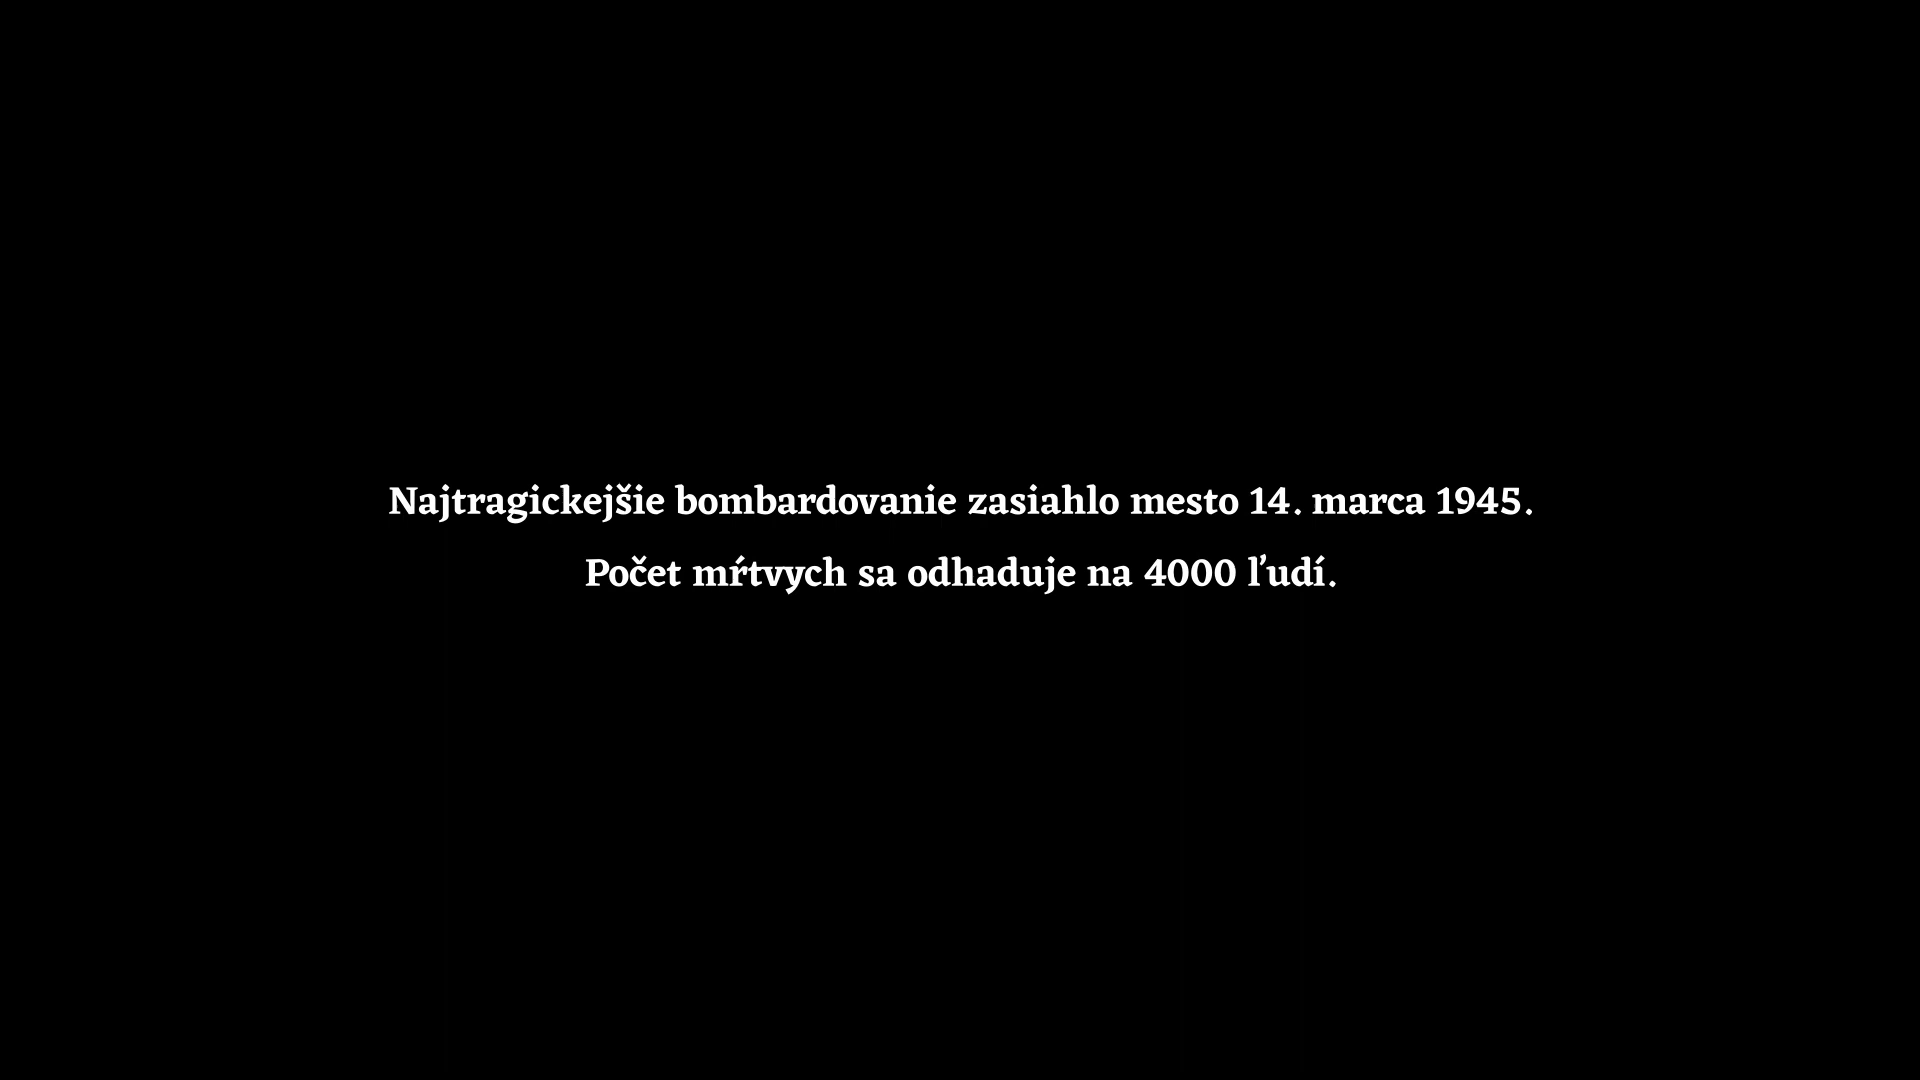 Najtragickejšie bombardovanie zasiahlo mesto 14. marca 1945.
Počet mŕtvych sa odhaduje na 4000 ľudí.